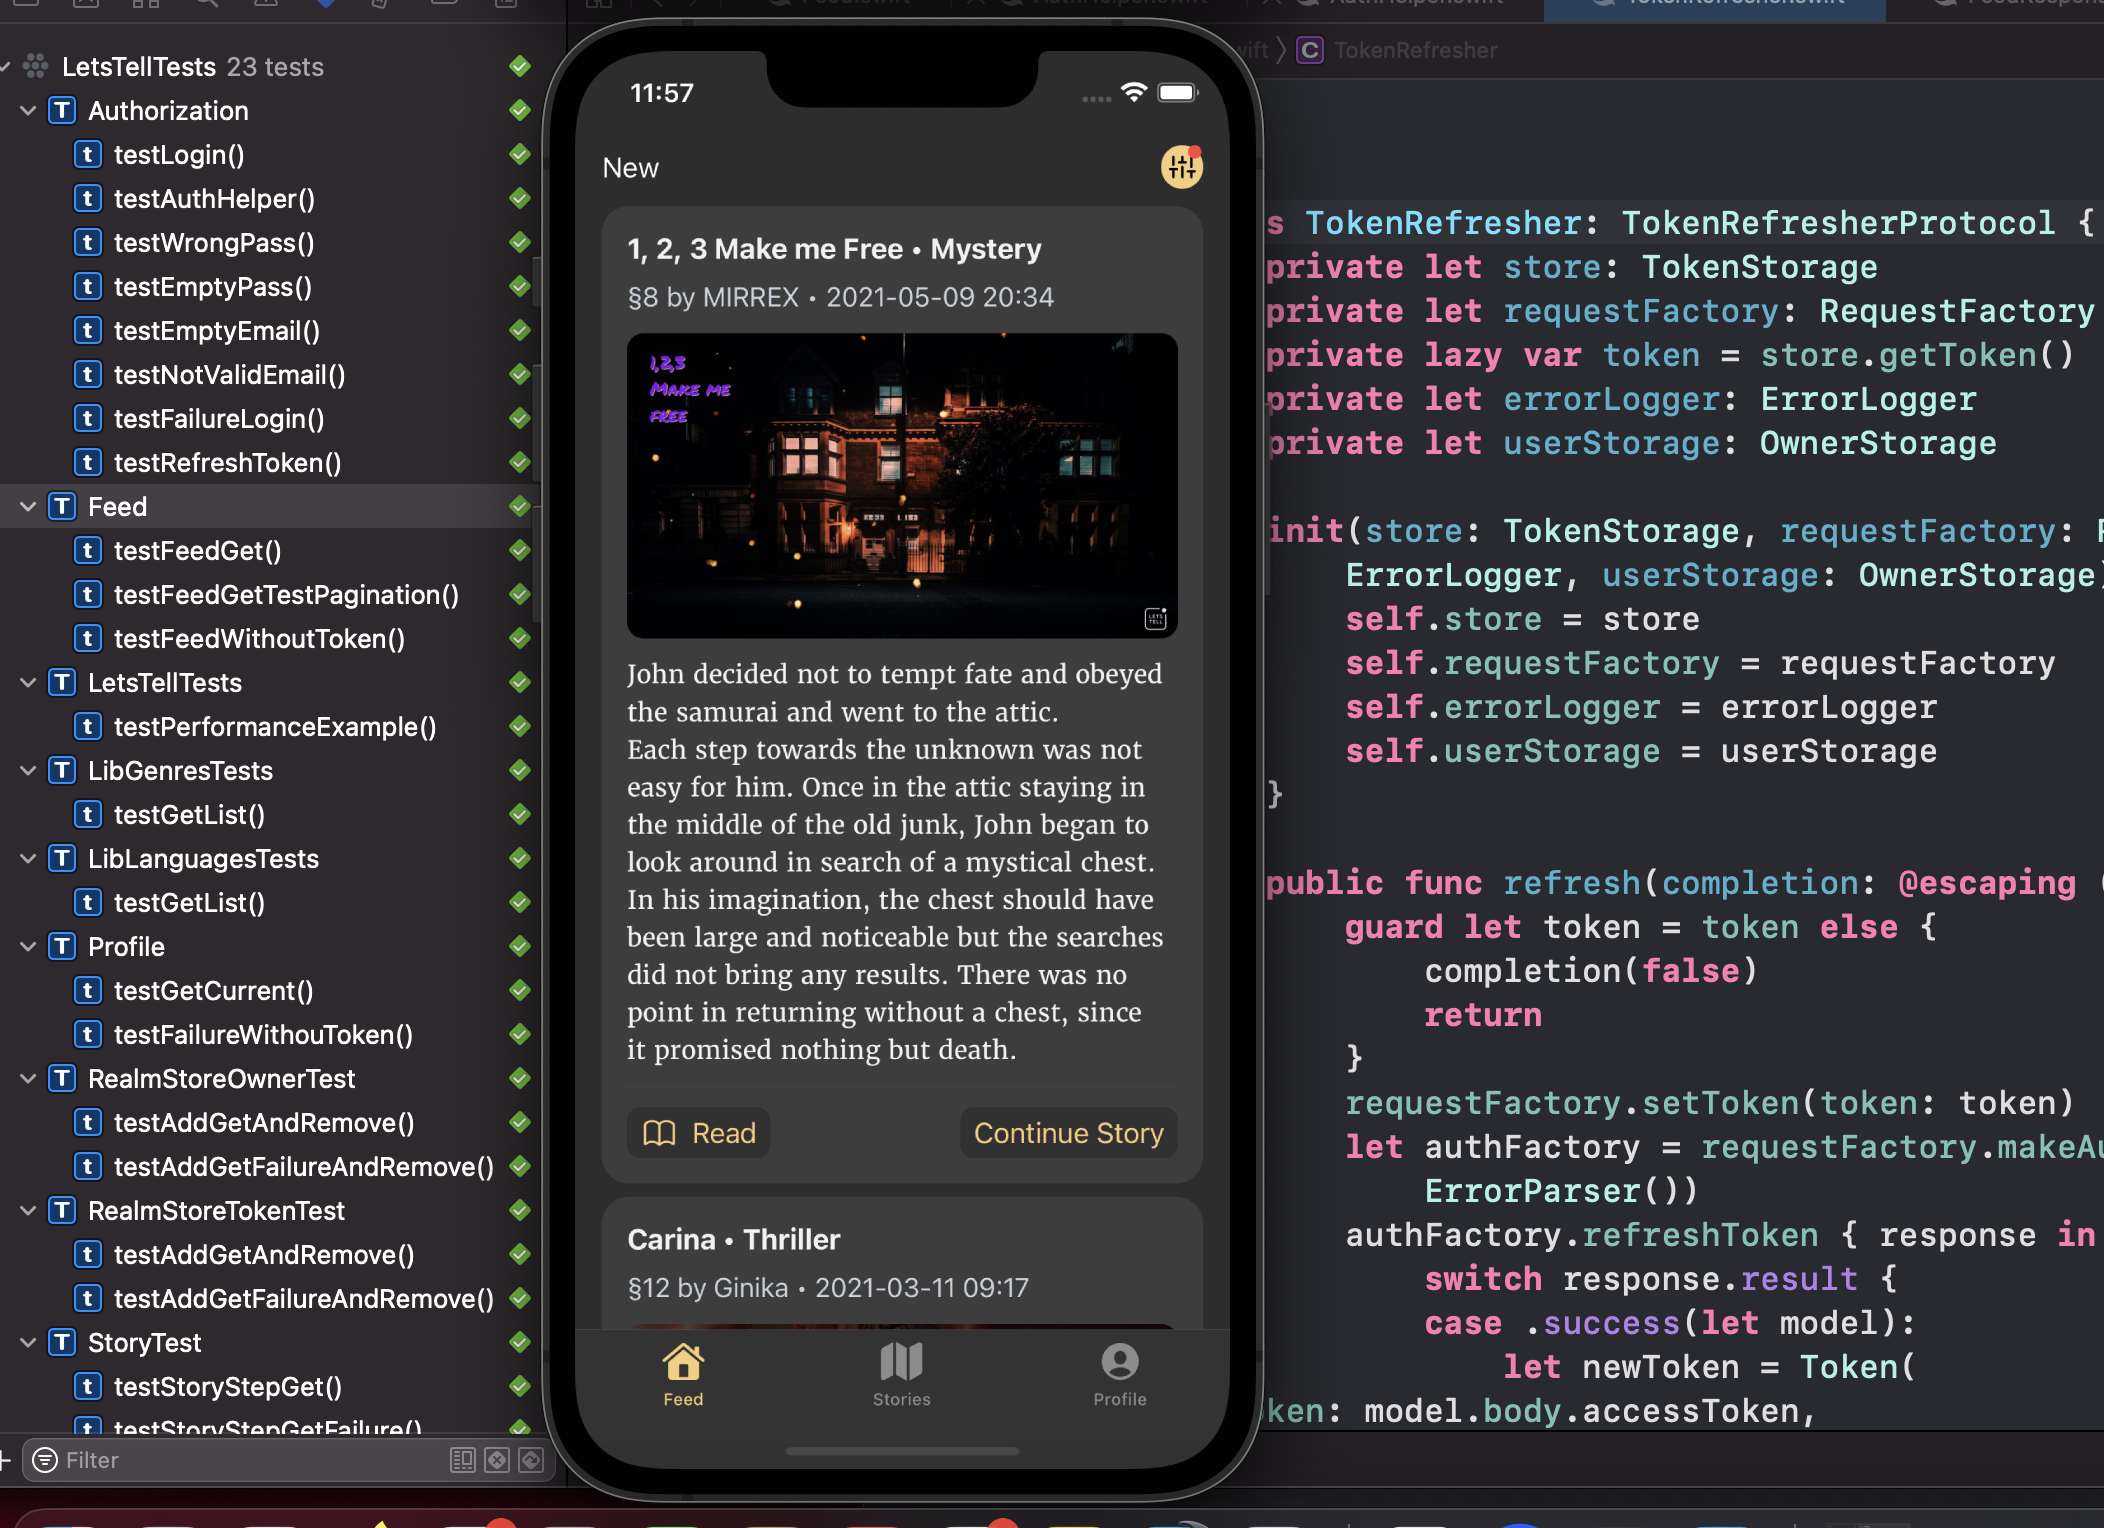 LetsTellTests 23 tests
T Authorization
t testLogin()
t testAuthHelper()
t testWrongPass()
t testEmptyPass()
t testEmptyEmail()
t testNotValidEmail()
t testFailureLogin()
t testRefreshToken()
T Feed
t testFeedGet()
t testFeedGetTestPagination()
t testFeedWithoutToken()
T LetsTellTests
t testPerformanceExample()
T LibGenresTests
t testGetList()
T LibLanguagesTests
t testGetList()
T Profile
t testGetCurrent()
t testFailureWithouToken()
T RealmStoreOwnerTest
t testAddGetAndRemove()
t testAddGetFailureAndRemove()
T RealmStoreTokenTest
t testAddGetAndRemove()
t testAddGetFailureAndRemove()
T StoryTest
t testStoryStepGet()
t testStoryStepGetFailure()
Filter
11:57
New
1, 2, 3 Make me Free • Mystery
§8 by MIRREX • 2021-05-09 20:34
1,2,3
MAKE ME
FREE
LETS
TELL
John decided not to tempt fate and obeyed
the samurai and went to the attic.
Each step towards the unknown was not
easy for him. Once in the attic staying in
the middle of the old junk, John began to
look around in search of a mystical chest.
In his imagination, the chest should have
been large and noticeable but the searches
did not bring any results. There was no
point in returning without a chest, since
it promised nothing but death.
Read
Continue Story
Carina • Thriller
§12 by Ginika • 2021-03-11 09:17
Feed
Stories
Profile
TokenRefresher.swift
wift 〉 C TokenRefresher
s TokenRefresher: TokenRefresherProtocol {
private let store: TokenStorage
private let requestFactory: RequestFactory
private lazy var token = store.getToken()
private let errorLogger: ErrorLogger
private let userStorage: OwnerStorage
init(store: TokenStorage, requestFactory:
ErrorLogger, userStorage: OwnerStorage)
self.store = store
self.requestFactory = requestFactory
self.errorLogger = errorLogger
self.userStorage = userStorage
}
public func refresh(completion: @escaping (
guard let token = token else {
completion(false)
return
}
requestFactory.setToken(token: token)
let authFactory = requestFactory.makeAu
ErrorParser())
authFactory.refreshToken { response in
switch response.result {
case .success(let model):
let newToken = Token(
ken: model.body.accessToken,